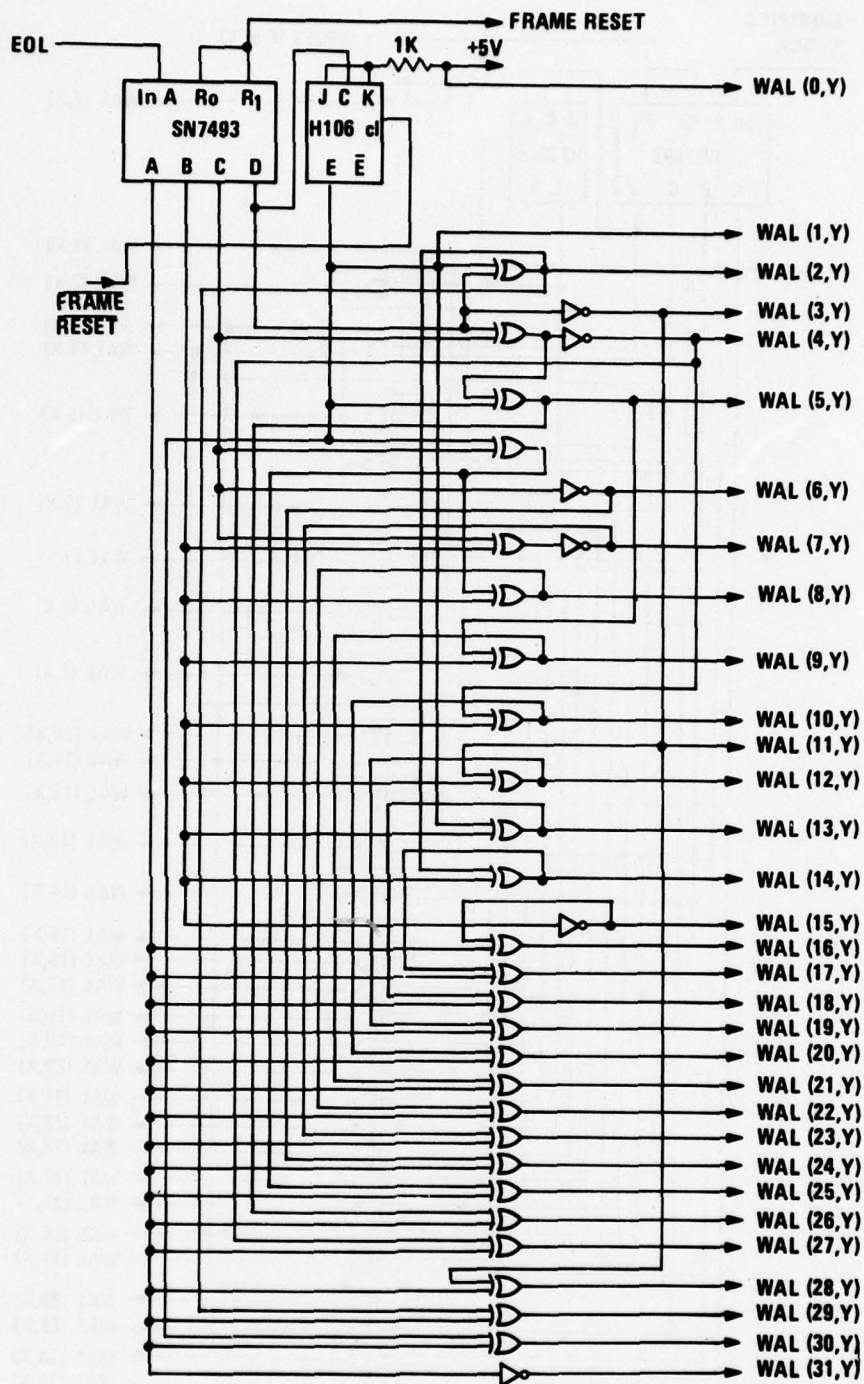 FRAME RESET
EOL
1K
+5V
WAL (0,Y)
In A R0 R1
J C K
SN7493
H106 cl
A B C D
E E̅
WAL (1,Y)
WAL (2,Y)
FRAME
RESET
WAL (3,Y)
WAL (4,Y)
WAL (5,Y)
WAL (6,Y)
WAL (7,Y)
WAL (8,Y)
WAL (9,Y)
WAL (10,Y)
WAL (11,Y)
WAL (12,Y)
WAL (13,Y)
WAL (14,Y)
WAL (15,Y)
WAL (16,Y)
WAL (17,Y)
WAL (18,Y)
WAL (19,Y)
WAL (20,Y)
WAL (21,Y)
WAL (22,Y)
WAL (23,Y)
WAL (24,Y)
WAL (25,Y)
WAL (26,Y)
WAL (27,Y)
WAL (28,Y)
WAL (29,Y)
WAL (30,Y)
WAL (31,Y)